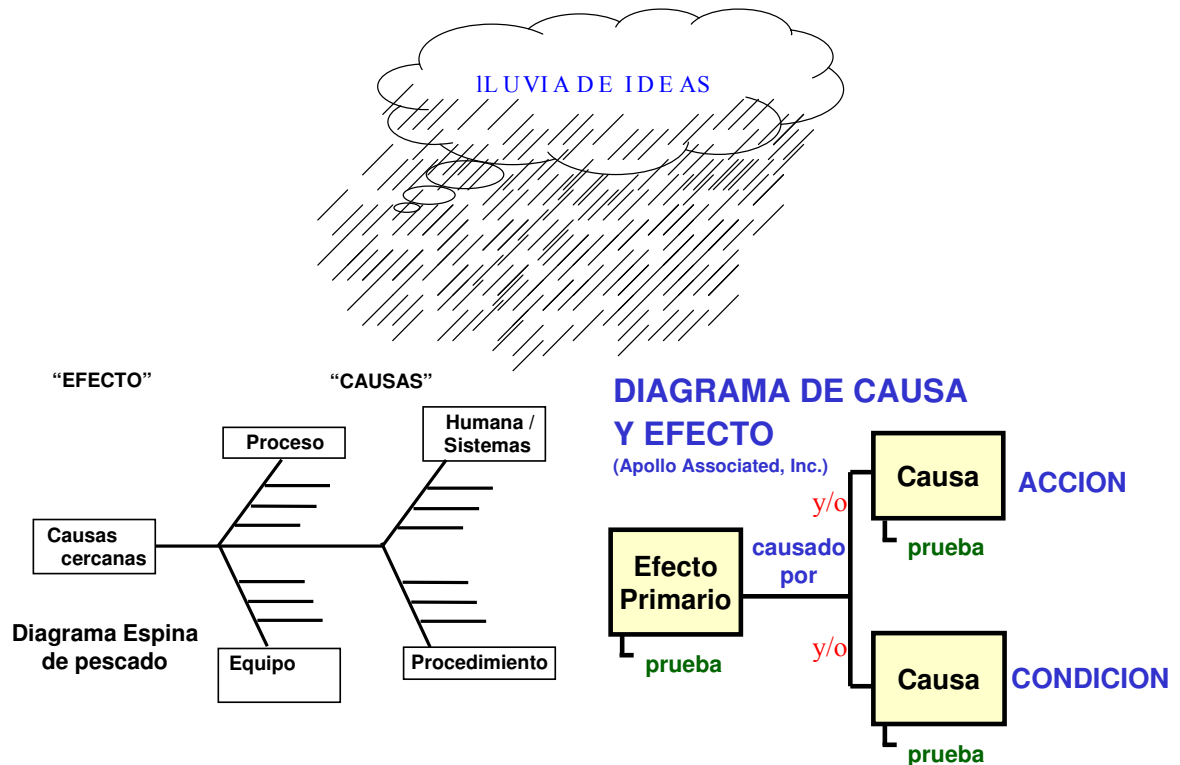 lLUVIA DE IDEAS
“EFECTO”
“CAUSAS”
Proceso
Humana /
Sistemas
Causas
cercanas
Diagrama Espina
de pescado
Equipo
Procedimiento
DIAGRAMA DE CAUSA
Y EFECTO
(Apollo Associated, Inc.)
Efecto
Primario
prueba
causado
por
y/o
Causa
ACCION
prueba
y/o
Causa
CONDICION
prueba